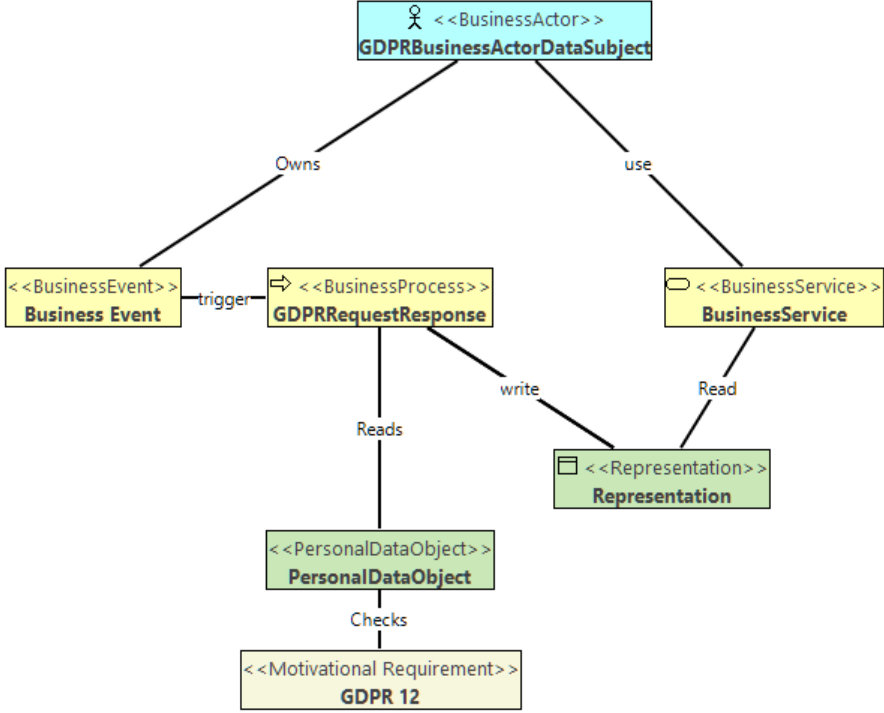 <<BusinessActor>>
GDPRBusinessActorDataSubject
Owns
use
<<BusinessEvent>>
Business Event
trigger
<<BusinessProcess>>
GDPRRequestResponse
<<BusinessService>>
BusinessService
write
Read
Reads
<<Representation>>
Representation
<<PersonalDataObject>>
PersonalDataObject
Checks
<<Motivational Requirement>>
GDPR 12